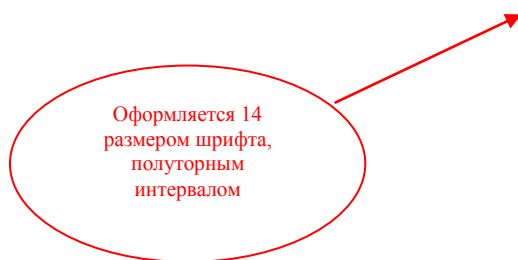 Оформляется 14
размером шрифта,
полуторным
интервалом